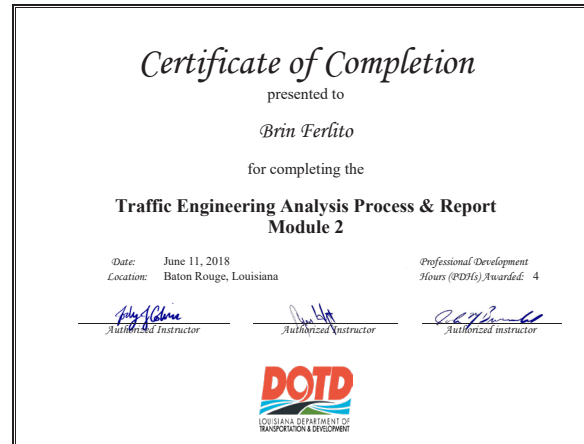 Certificate of Completion
presented to
Brin Ferlito
for completing the
Traffic Engineering Analysis Process & Report
Module 2
Date: June 11, 2018
Location: Baton Rouge, Louisiana
Professional Development
Hours (PDHs) Awarded: 4
Authorized Instructor
Authorized Instructor
Authorized instructor
DOTD
LOUISIANA DEPARTMENT OF
TRANSPORTATION & DEVELOPMENT